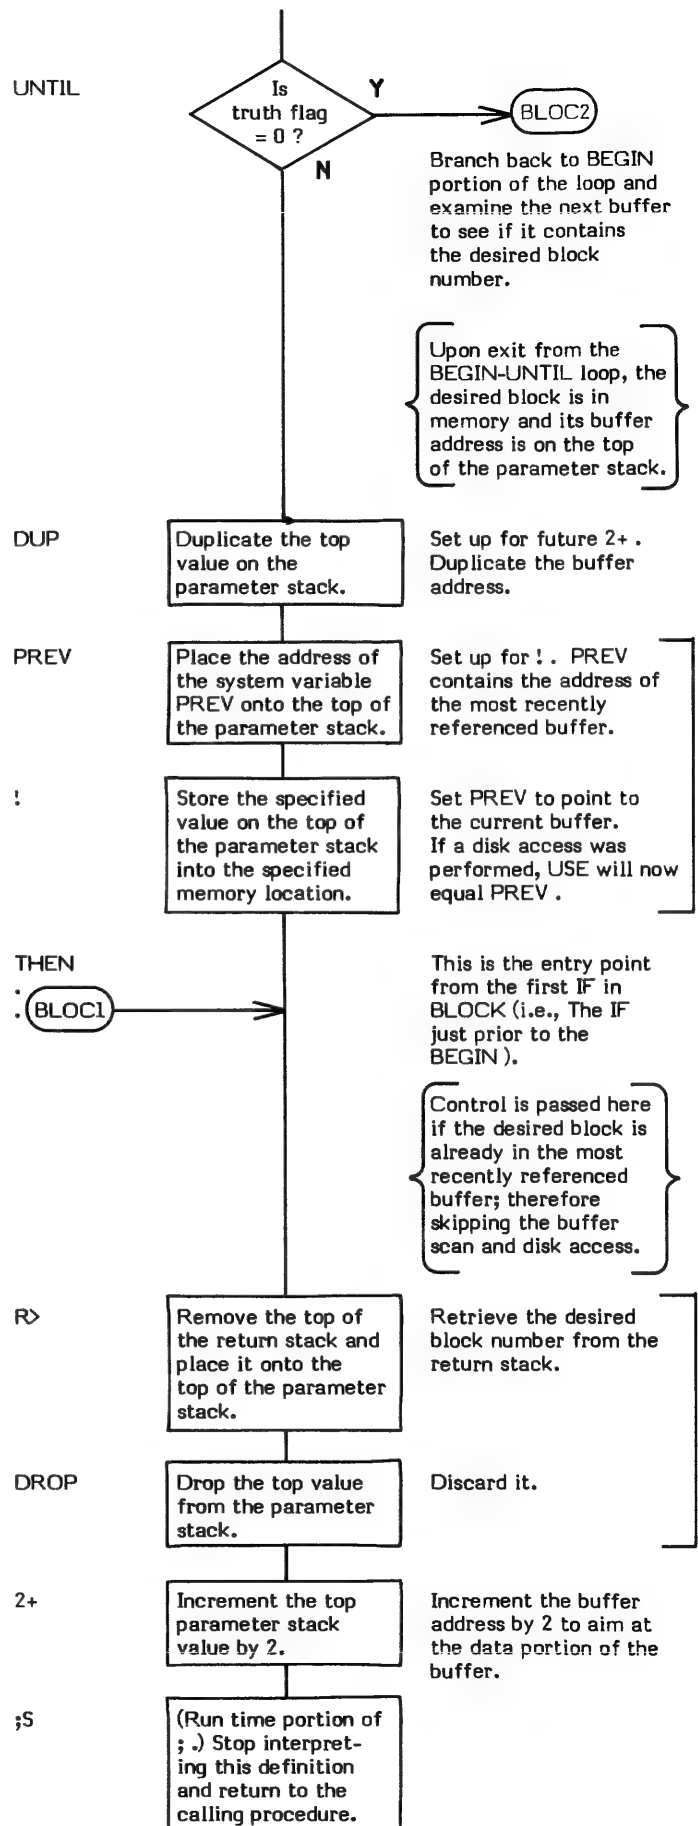 UNTIL
Is
truth flag
= 0 ?
Y
N
BLOC2
Branch back to BEGIN
portion of the loop and
examine the next buffer
to see if it contains
the desired block
number.
Upon exit from the
BEGIN-UNTIL loop, the
desired block is in
memory and its buffer
address is on the top
of the parameter stack.
DUP
Duplicate the top
value on the
parameter stack.
Set up for future 2+ .
Duplicate the buffer
address.
PREV
Place the address of
the system variable
PREV onto the top of
the parameter stack.
Set up for ! . PREV
contains the address of
the most recently
referenced buffer.
!
Store the specified
value on the top of
the parameter stack
into the specified
memory location.
Set PREV to point to
the current buffer.
If a disk access was
performed, USE will now
equal PREV .
THEN
:
. BLOC1
This is the entry point
from the first IF in
BLOCK (i.e., The IF
just prior to the
BEGIN ).
Control is passed here
if the desired block is
already in the most
recently referenced
buffer; therefore
skipping the buffer
scan and disk access.
R>
Remove the top of
the return stack and
place it onto the
top of the parameter
stack.
Retrieve the desired
block number from the
return stack.
DROP
Drop the top value
from the parameter
stack.
Discard it.
2+
Increment the top
parameter stack
value by 2.
Increment the buffer
address by 2 to aim at
the data portion of the
buffer.
;S
(Run time portion of
; .) Stop interpret-
ing this definition
and return to the
calling procedure.